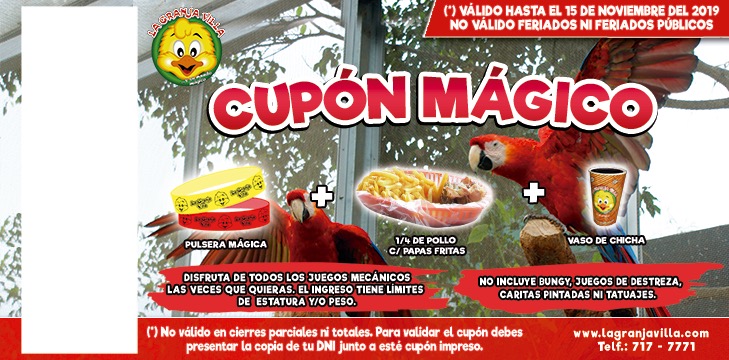 (*) VÁLIDO HASTA EL 15 DE NOVIEMBRE DEL 2019
NO VÁLIDO FERIADOS NI FERIADOS PÚBLICOS
LA GRANJA VILLA
CUPÓN MÁGICO
+
+
PULSERA MÁGICA
1/4 DE POLLO
C/ PAPAS FRITAS
VASO DE CHICHA
DISFRUTA DE TODOS LOS JUEGOS MECÁNICOS
LAS VECES QUE QUIERAS. EL INGRESO TIENE LÍMITES
DE ESTATURA Y/O PESO.
NO INCLUYE BUNGY, JUEGOS DE DESTREZA,
CARITAS PINTADAS NI TATUAJES.
(*) No válido en cierres parciales ni totales. Para validar el cupón debes
presentar la copia de tu DNI junto a esté cupón impreso.
www.lagranjavilla.com
Telf.: 717 - 7771